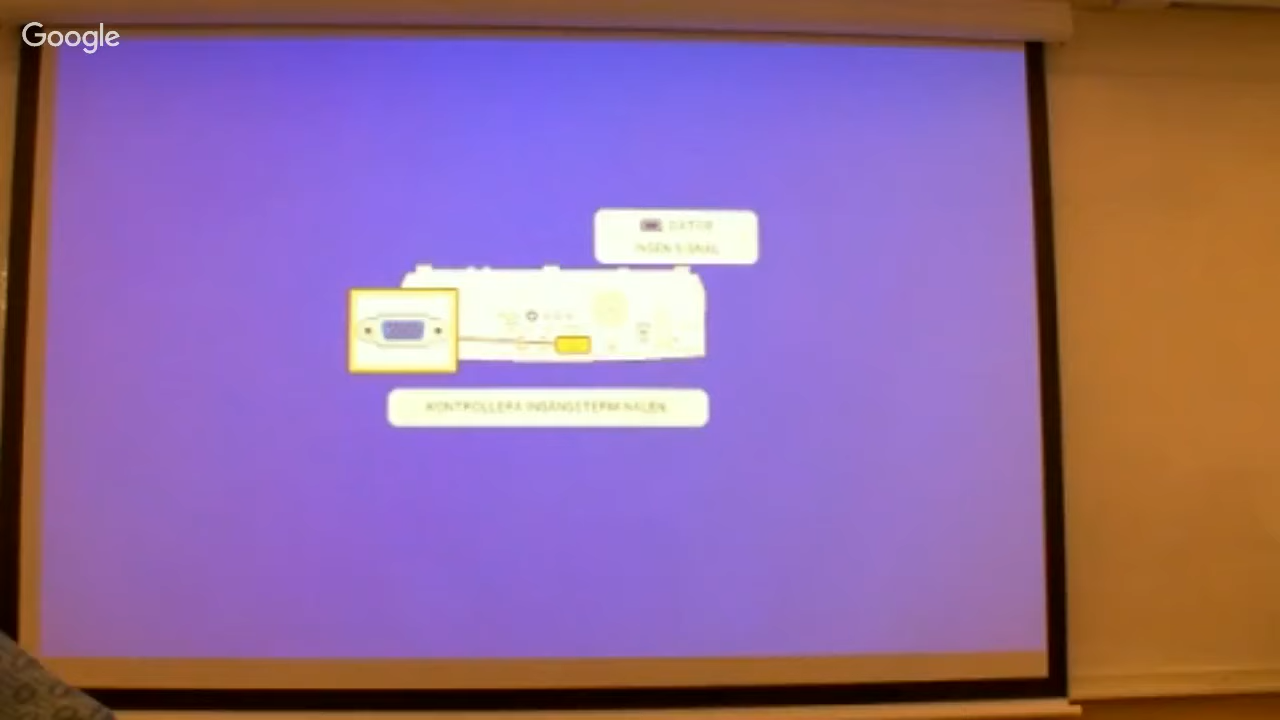 Google
DATOR
INGEN SIGNAL
KONTROLLERA INGÅNGSTERMINALEN